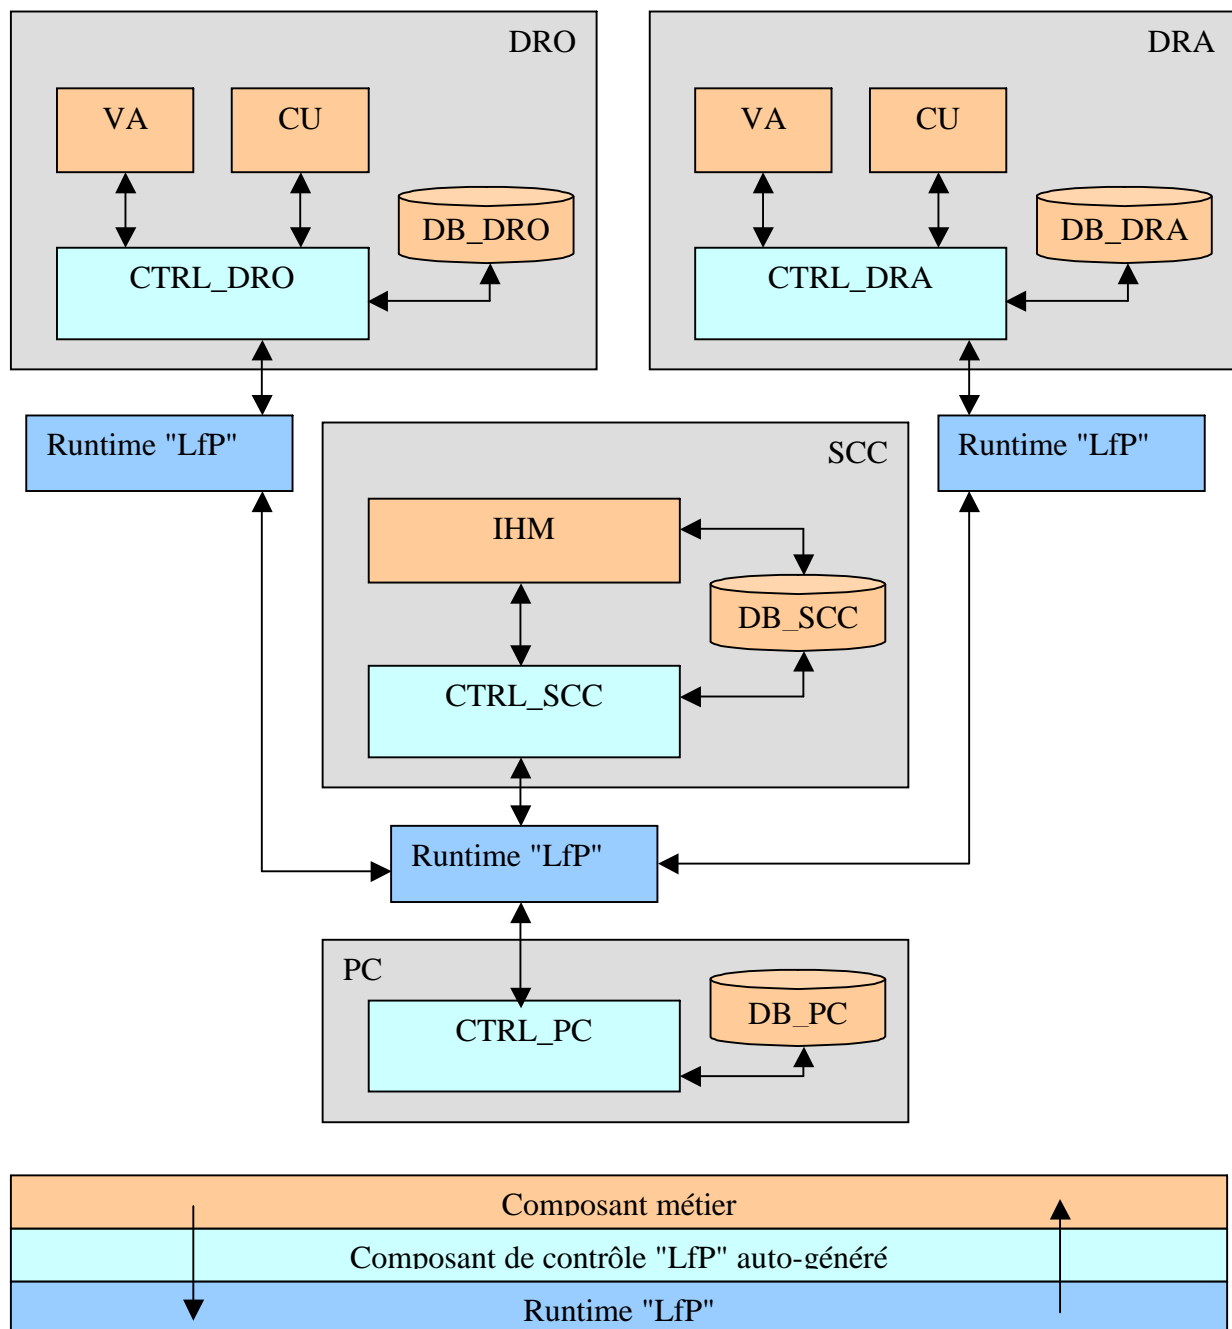 DRO
DRA
VA
CU
VA
CU
DB_DRO
DB_DRA
CTRL_DRO
CTRL_DRA
Runtime "LfP"
Runtime "LfP"
SCC
IHM
DB_SCC
CTRL_SCC
Runtime "LfP"
PC
DB_PC
CTRL_PC
Composant métier
Composant de contrôle "LfP" auto-généré
Runtime "LfP"